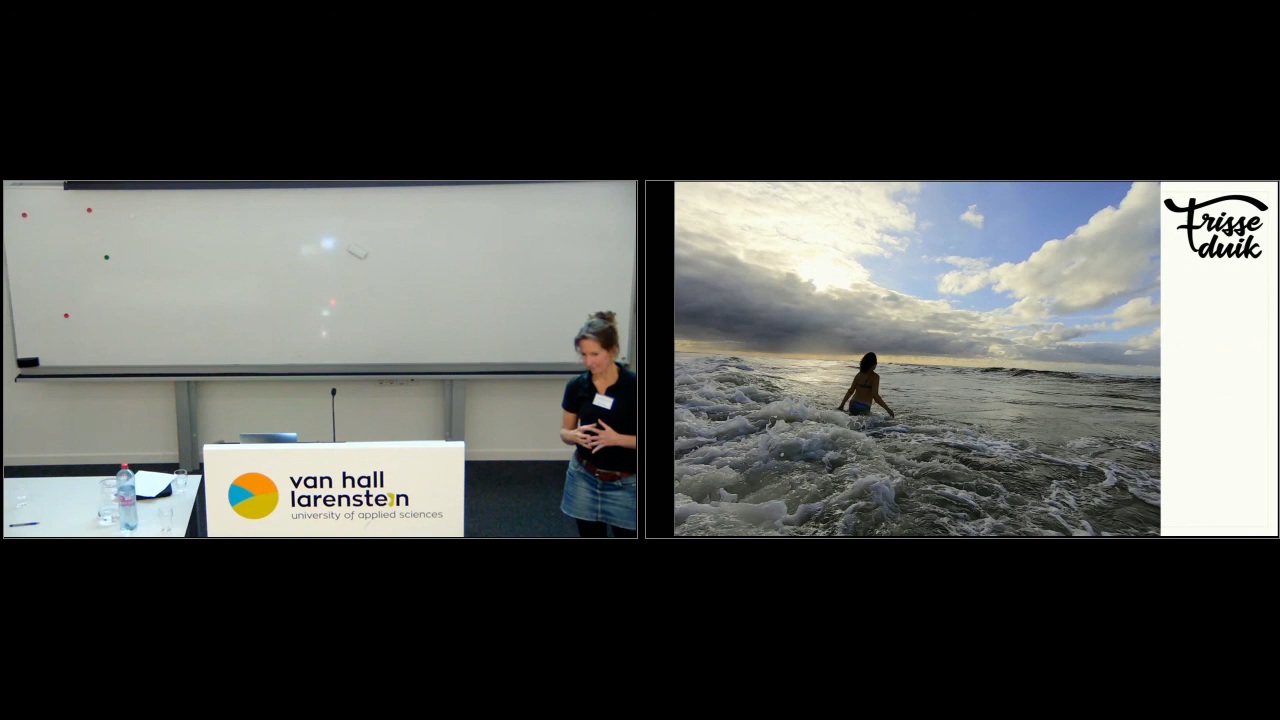 van hall
larenstein
university of applied sciences
Frisse
duik